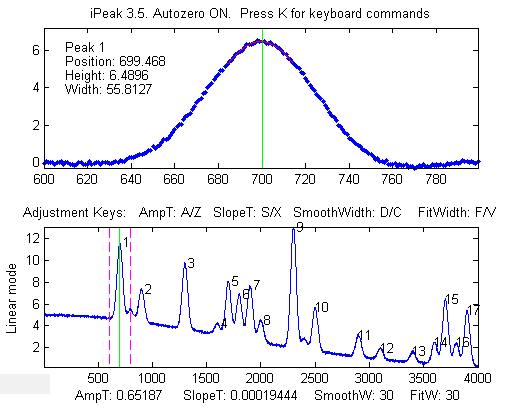 iPeak 3.5. Autozero ON. Press K for keyboard commands
Peak 1
Position: 699.468
Height: 6.4896
Width: 55.8127
6
4
2
0
600 620 640 660 680 700 720 740 760 780
Adjustment Keys: AmpT: A/Z SlopeT: S/X SmoothWidth: D/C FitWidth: F/V
Linear mode
12
10
8
6
4
2
1 2 3 4 5 6 7 8 9 10 11 12 13 14 15 16 17
500 1000 1500 2000 2500 3000 3500 4000
AmpT: 0.65187 SlopeT: 0.00019444 SmoothW: 30 FitW: 30